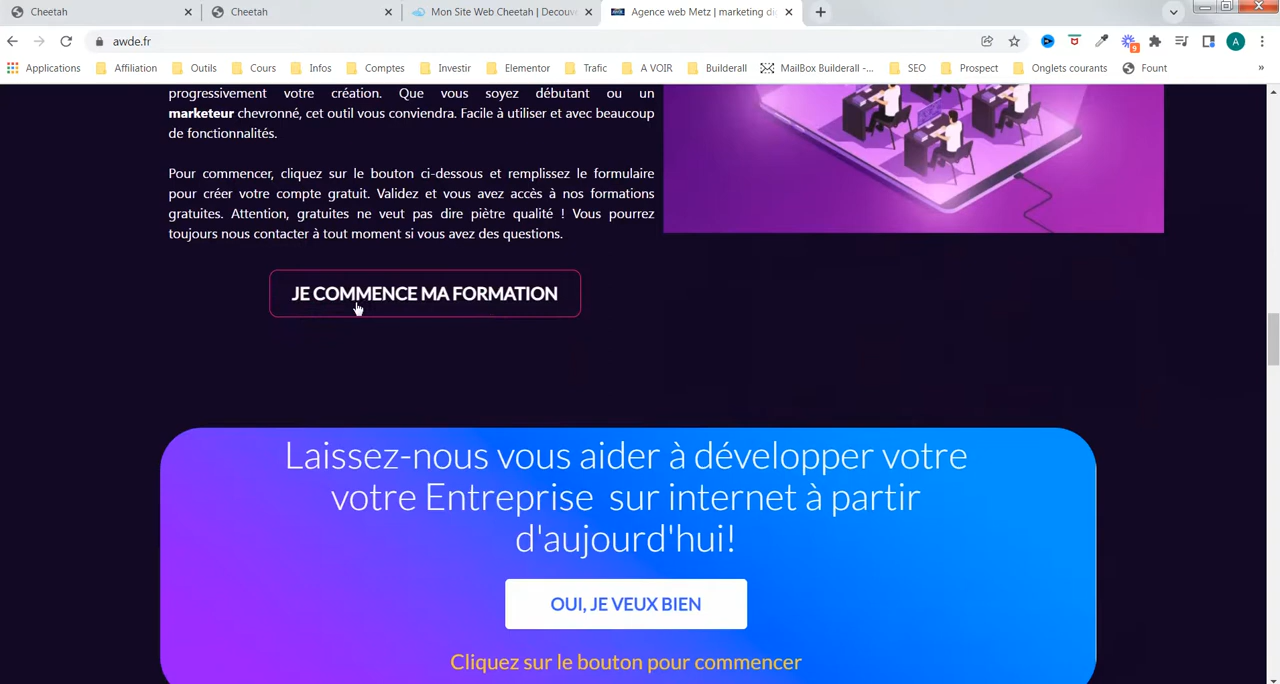 Cheetah
Cheetah
Mon Site Web Cheetah | Decouve
Agence web Metz | marketing di
awde.fr
9
A
Applications
Affiliation
Outils
Cours
Infos
Comptes
Investir
Elementor
Trafic
A VOIR
Builderall
MailBox Builderall -...
SEO
Prospect
Onglets courants
Fount
»
progressivement votre création. Que vous soyez débutant ou un
marketeur chevronné, cet outil vous conviendra. Facile à utiliser et avec beaucoup
de fonctionnalités.
Pour commencer, cliquez sur le bouton ci-dessous et remplissez le formulaire
pour créer votre compte gratuit. Validez et vous avez accès à nos formations
gratuites. Attention, gratuites ne veut pas dire piètre qualité ! Vous pourrez
toujours nous contacter à tout moment si vous avez des questions.
JE COMMENCE MA FORMATION
Laissez-nous vous aider à développer votre
votre Entreprise sur internet à partir
d'aujourd'hui!
OUI, JE VEUX BIEN
Cliquez sur le bouton pour commencer